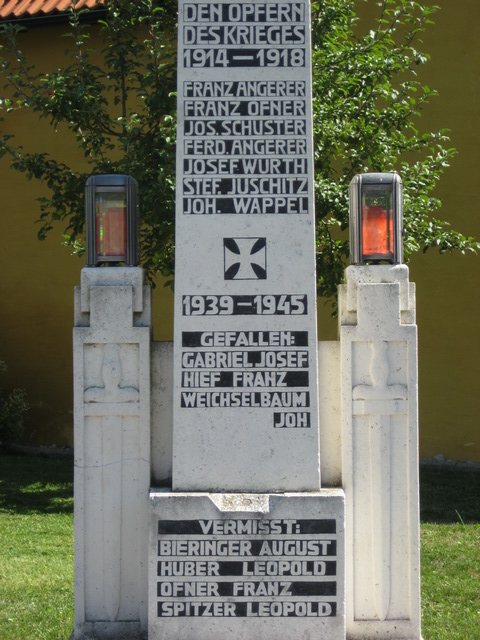 DEN OPFERN
DES KRIEGES
1914-1918
FRANZ ANGERER
FRANZ OFNER
JOS. SCHUSTER
FERD. ANGERER
JOSEF WURTH
STEF. JUSCHITZ
JOH. WAPPEL
1939-1945
GEFALLEN:
GABRIEL JOSEF
HIEF FRANZ
WEICHSELBAUM
JOH
VERMISST:
BIERINGER AUGUST
HUBER LEOPOLD
OFNER FRANZ
SPITZER LEOPOLD